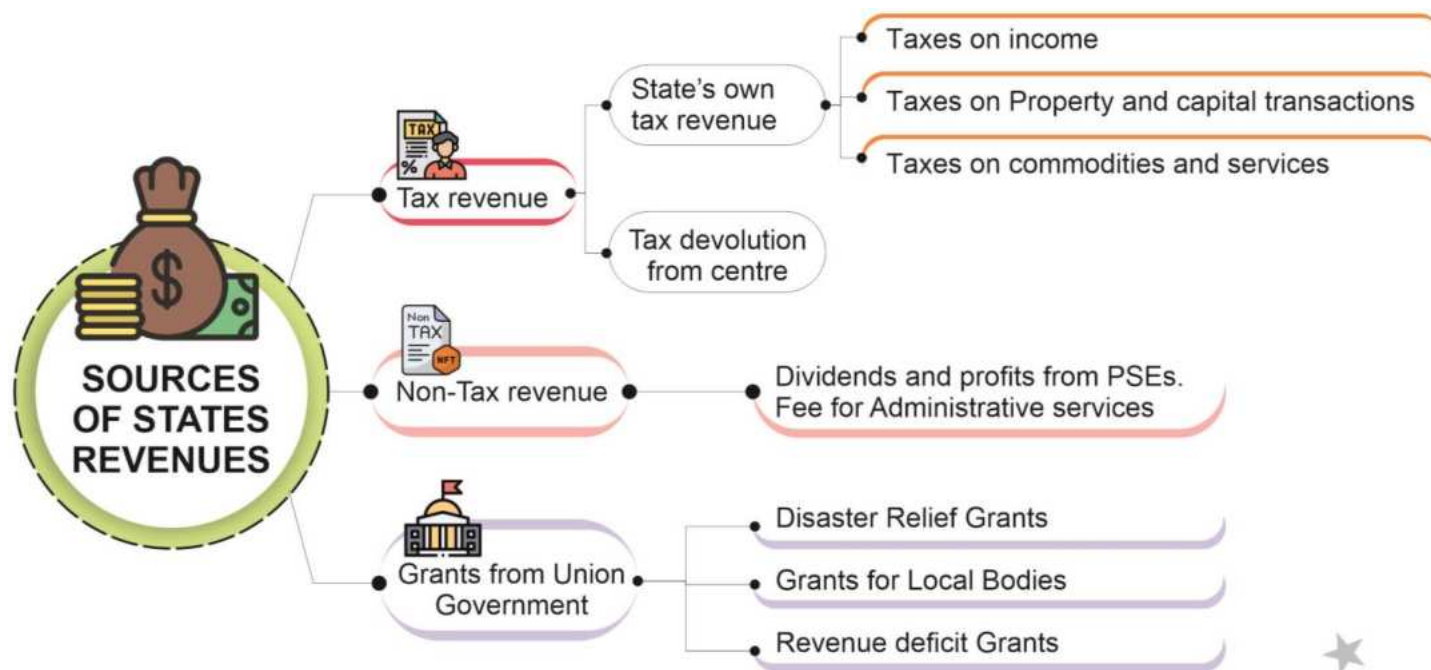 SOURCES
OF STATES
REVENUES
$
TAX
%
Tax revenue
State's own
tax revenue
Taxes on income
Taxes on Property and capital transactions
Taxes on commodities and services
Tax devolution
from centre
Non
TAX
NFT
Non-Tax revenue
Dividends and profits from PSEs.
Fee for Administrative services
Grants from Union
Government
Disaster Relief Grants
Grants for Local Bodies
Revenue deficit Grants